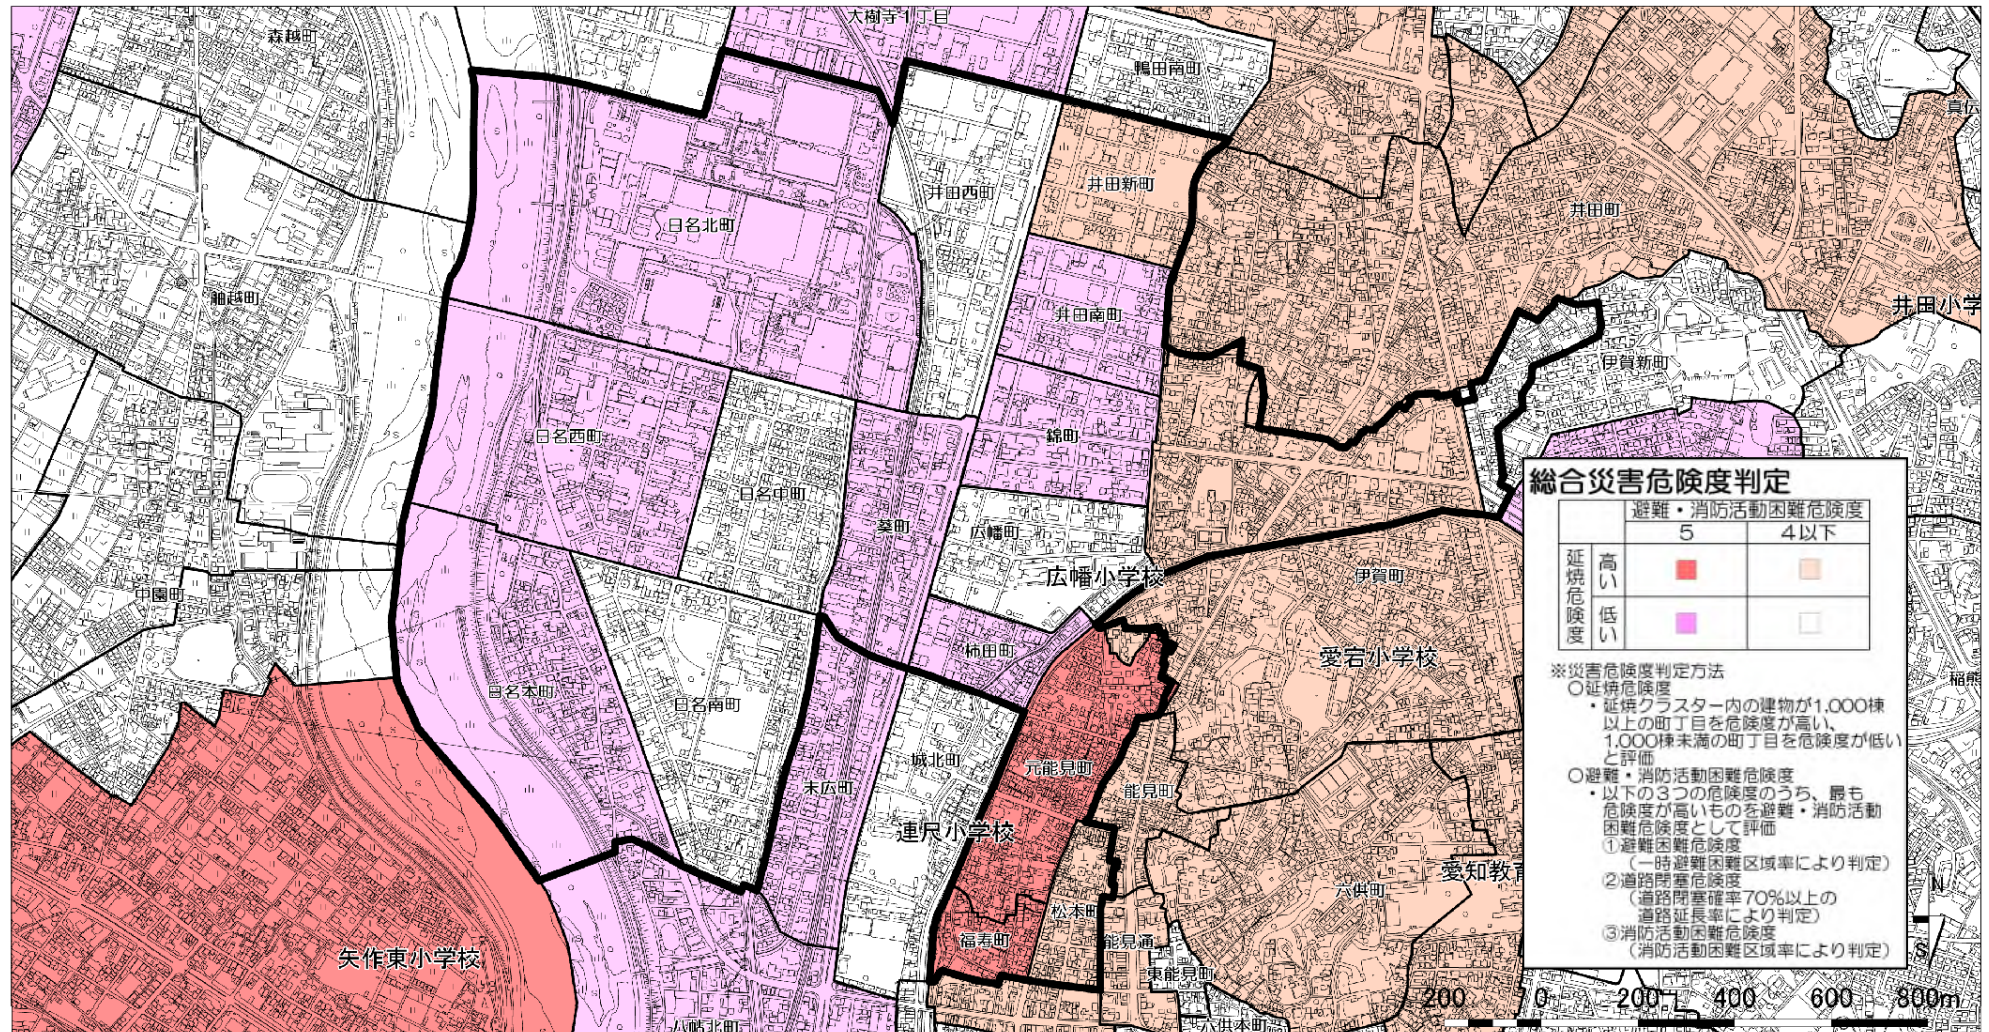 大樹寺1丁目
森越町
鴨田南町
真伝
井田新町
井田西町
井田町
日名北町
舳越町
井田南町
井田小学
伊賀新町
日名西町
錦町
日名中町
葵町
広幡町
広幡小学校
伊賀町
中園町
柿田町
愛宕小学校
稲熊
日名本町
日名南町
城北町
元能見町
末広町
能見町
連尺小学校
愛知教育
六供町
松本町
福寿町
能見通
矢作東小学校
東能見町
八幡北町
六供本町
総合災害危険度判定
避難・消防活動困難危険度
5
4以下
延焼危険度
高い
低い
※災害危険度判定方法
○延焼危険度
・延焼クラスター内の建物が1,000棟
以上の町丁目を危険度が高い、
1,000棟未満の町丁目を危険度が低い
と評価
○避難・消防活動困難危険度
・以下の3つの危険度のうち、最も
危険度が高いものを避難・消防活動
困難危険度として評価
①避難困難危険度
（一時避難困難区域率により判定）
②道路閉塞危険度
（道路閉塞確率70%以上の
道路延長率により判定）
③消防活動困難危険度
（消防活動困難区域率により判定）
N
S
200 0 200 400 600 800m